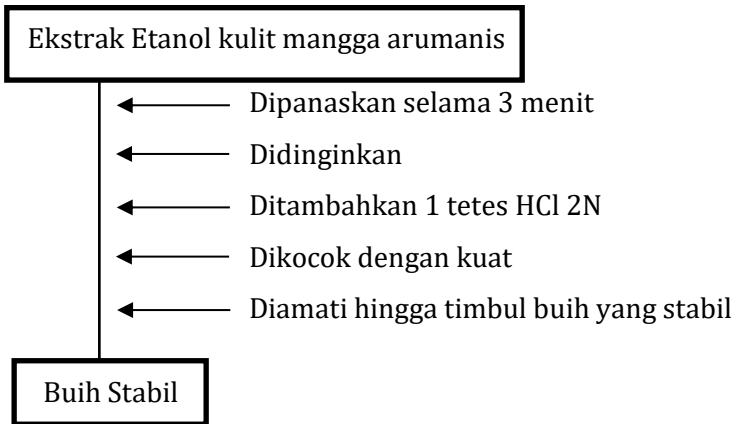 Ekstrak Etanol kulit mangga arumanis
Dipanaskan selama 3 menit
Didinginkan
Ditambahkan 1 tetes HCl 2N
Dikocok dengan kuat
Diamati hingga timbul buih yang stabil
Buih Stabil